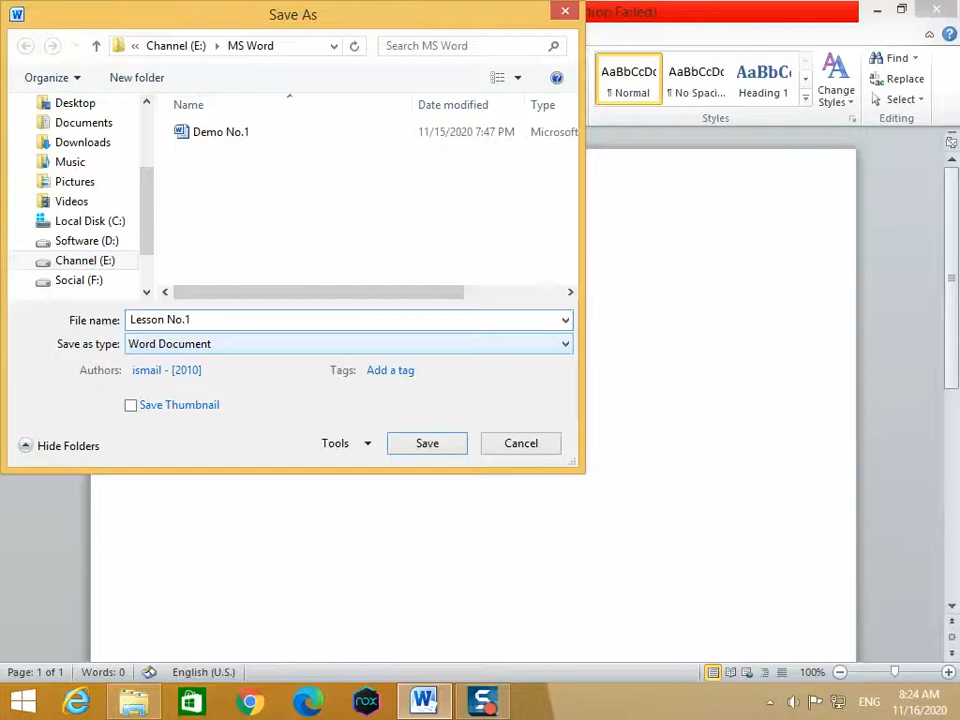 Save As
tion Failed)
« Channel (E:) MS Word
Search MS Word
Organize
New folder
Desktop
Documents
Downloads
Music
Pictures
Videos
Local Disk (C:)
Software (D:)
Channel (E:)
Social (F:)
Name
Date modified
Type
Demo No.1
11/15/2020 7:47 PM
Microsoft
File name: Lesson No.1
Save as type: Word Document
Authors: ismail - [2010]
Tags: Add a tag
Save Thumbnail
Hide Folders
Tools
Save
Cancel
AaBbCcDc
¶ Normal
AaBbCcDc
¶ No Spaci...
AaBbC
Heading 1
Change
Styles
Styles
Find
Replace
Select
Editing
Page: 1 of 1
Words: 0
English (U.S.)
100%
nox
ENG
8:24 AM
11/16/2020